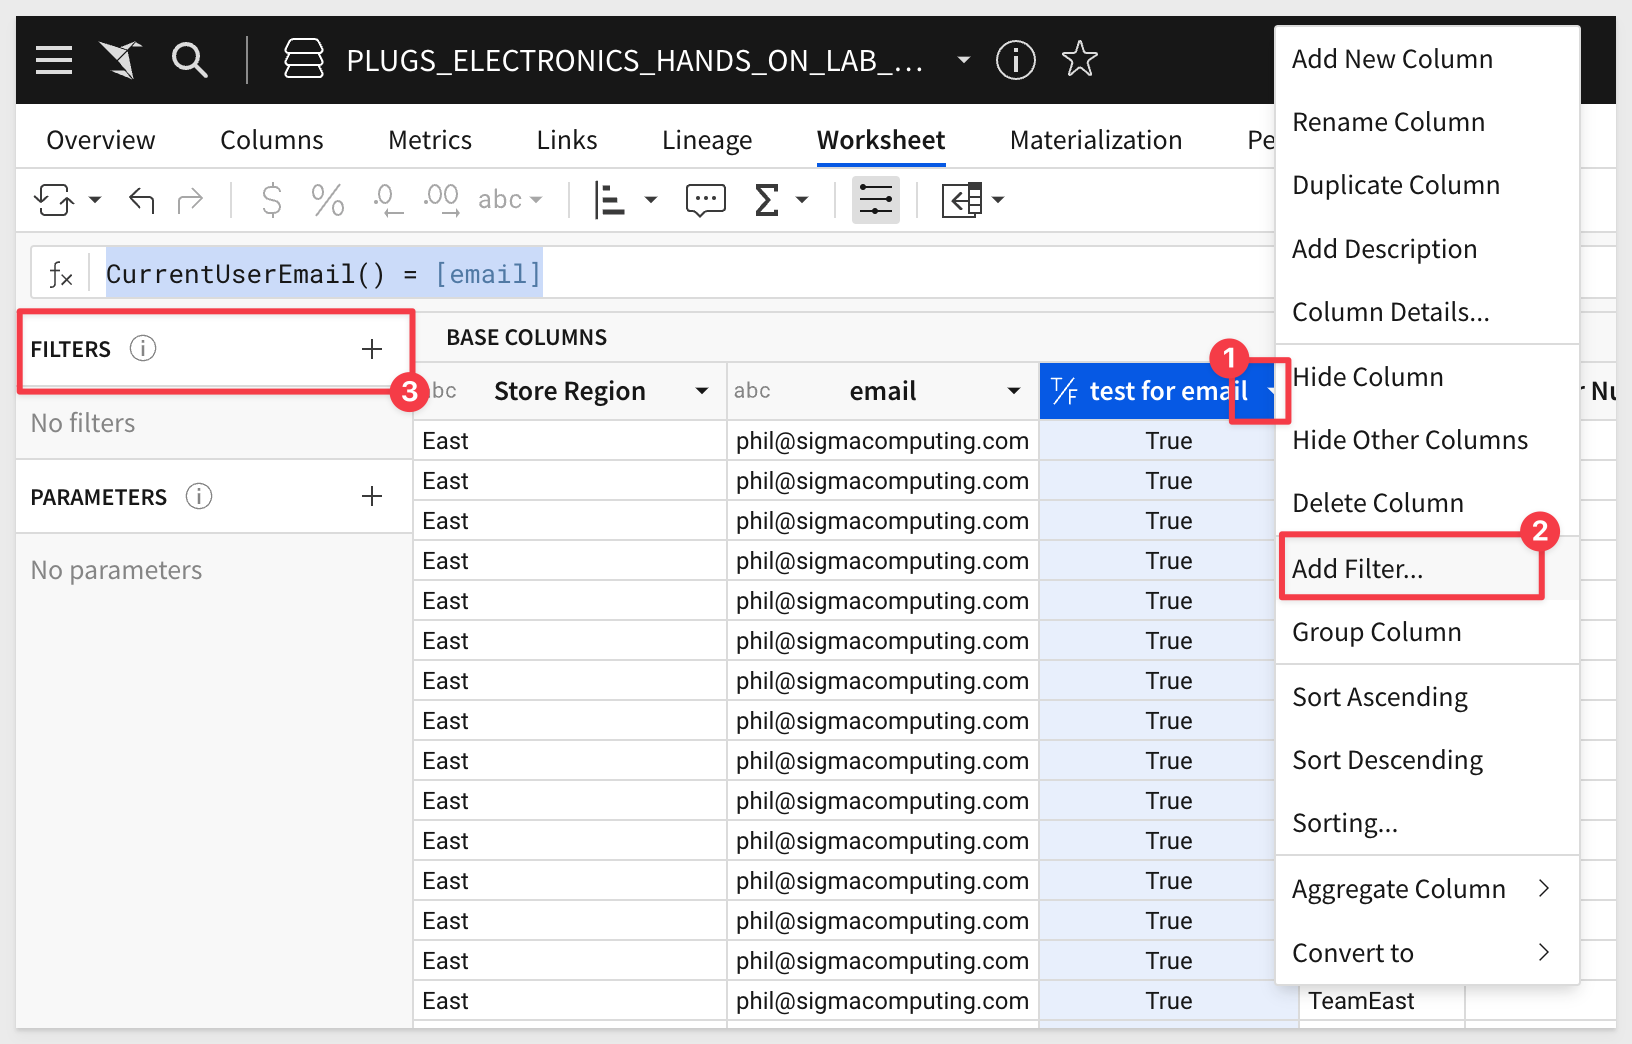 PLUGS_ELECTRONICS_HANDS_ON_LAB_...
Overview Columns Metrics Links Lineage Worksheet Materialization Pe
$ % .0 .00 abc
fx CurrentUserEmail() = [email]
FILTERS
3
No filters
PARAMETERS
No parameters
BASE COLUMNS
bc Store Region abc email T/F test for email r Nu
1
East phil@sigmacomputing.com True
East phil@sigmacomputing.com True
East phil@sigmacomputing.com True
East phil@sigmacomputing.com True
East phil@sigmacomputing.com True
East phil@sigmacomputing.com True
East phil@sigmacomputing.com True
East phil@sigmacomputing.com True
East phil@sigmacomputing.com True
East phil@sigmacomputing.com True
East phil@sigmacomputing.com True
East phil@sigmacomputing.com True
East phil@sigmacomputing.com True
East phil@sigmacomputing.com True
East phil@sigmacomputing.com True TeamEast
Add New Column
Rename Column
Duplicate Column
Add Description
Column Details...
Hide Column
Hide Other Columns
Delete Column
2
Add Filter...
Group Column
Sort Ascending
Sort Descending
Sorting...
Aggregate Column
Convert to